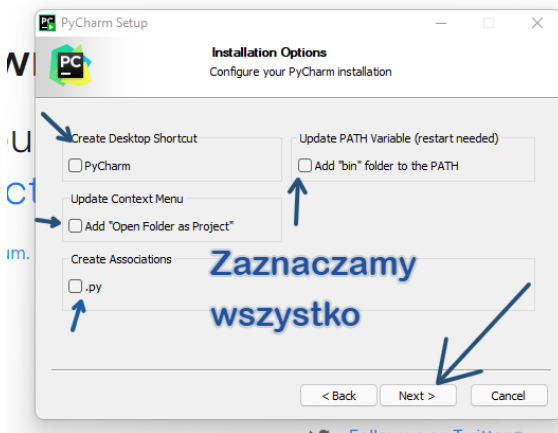 PyCharm Setup
PC
Installation Options
Configure your PyCharm installation
Create Desktop Shortcut
PyCharm
Update PATH Variable (restart needed)
Add "bin" folder to the PATH
Update Context Menu
Add "Open Folder as Project"
Create Associations
.py
Zaznaczamy
wszystko
< Back Next > Cancel